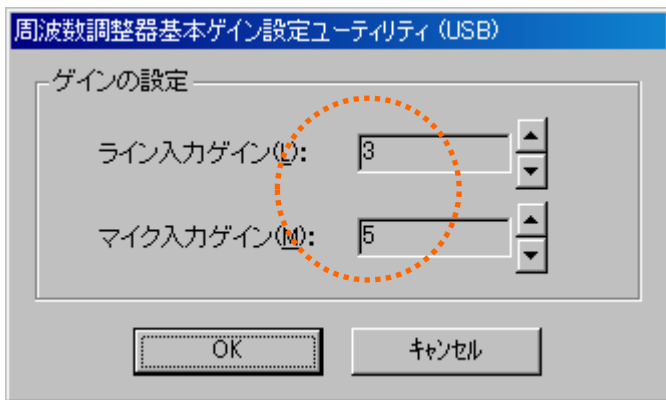 周波数調整器基本ゲイン設定ユーティリティ (USB)
ゲインの設定
ライン入力ゲイン(L): 3
マイク入力ゲイン(M): 5
OK キャンセル